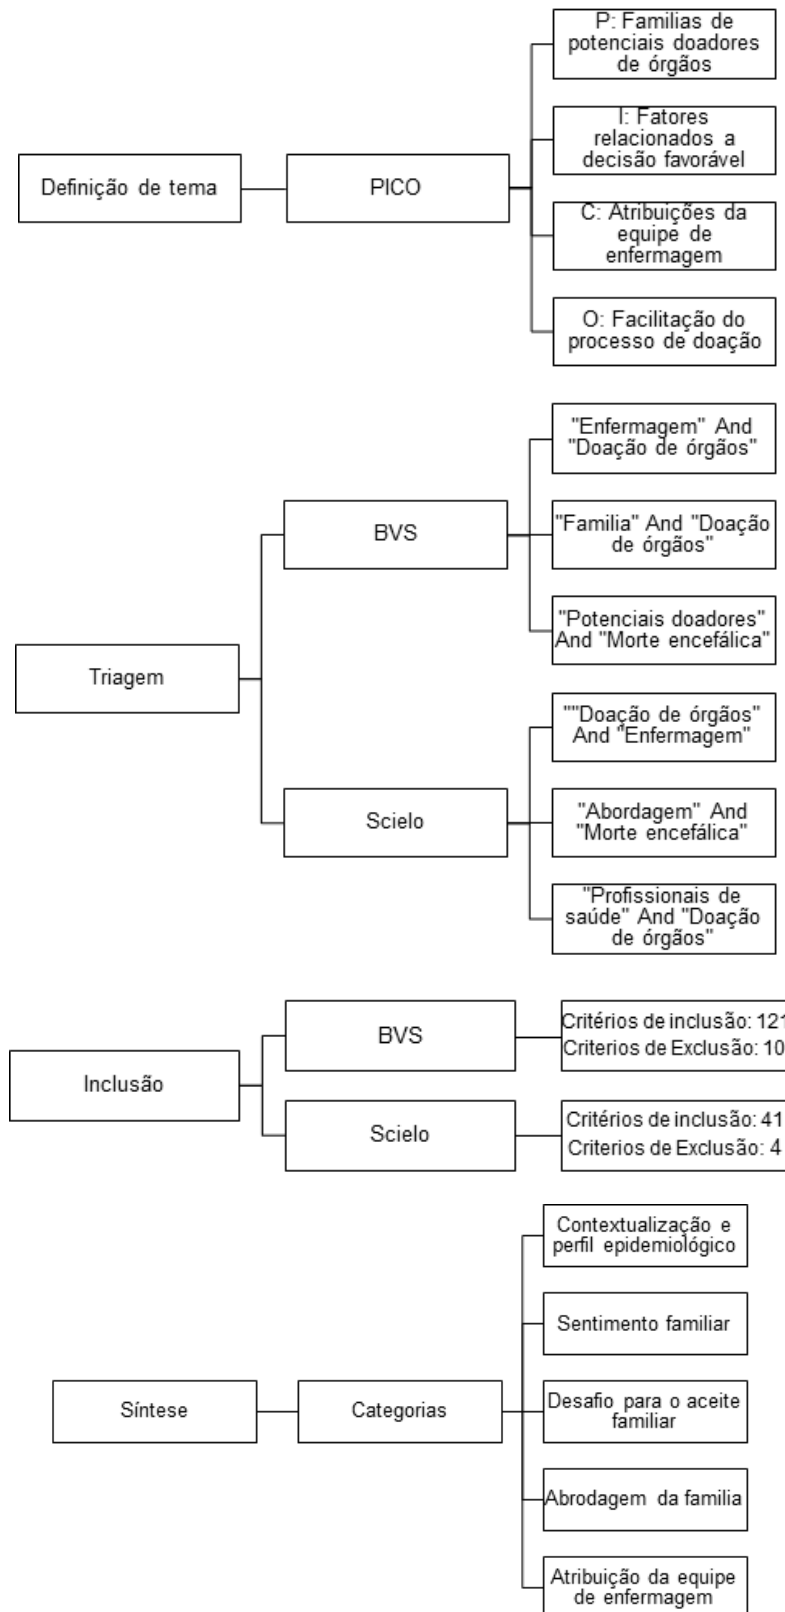 P: Familias de
potenciais doadores
de órgãos
I: Fatores
relacionados a
decisão favorável
Definição de tema
PICO
C: Atribuições da
equipe de
enfermagem
O: Facilitação do
processo de doação
"Enfermagem" And
"Doação de órgãos"
BVS
"Familia" And "Doação
de órgãos"
"Potenciais doadores"
And "Morte encefálica"
Triagem
""Doação de órgãos"
And "Enfermagem"
Scielo
"Abordagem" And
"Morte encefálica"
"Profissionais de
saúde" And "Doação
de órgãos"
BVS
Critérios de inclusão: 121
Criterios de Exclusão: 10
Inclusão
Scielo
Critérios de inclusão: 41
Criterios de Exclusão: 4
Contextualização e
perfil epidemiológico
Sentimento familiar
Síntese
Categorias
Desafio para o aceite
familiar
Abrodagem da familia
Atribuição da equipe
de enfermagem